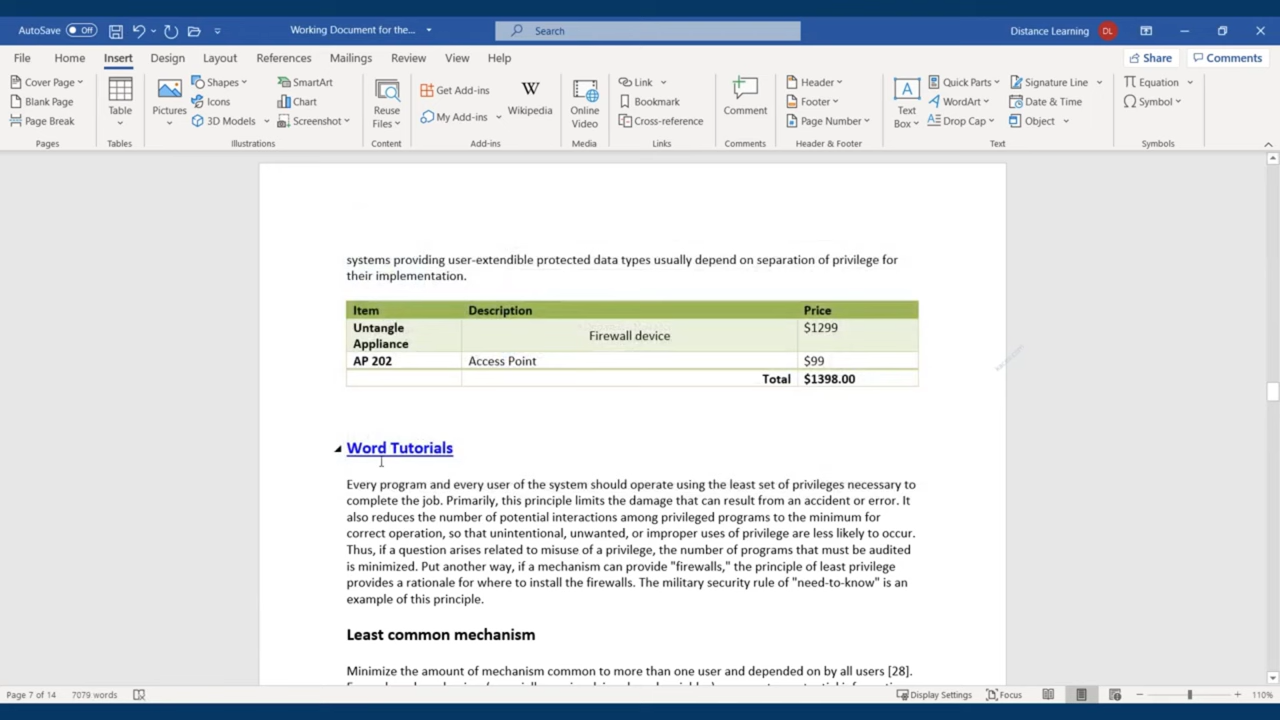 AutoSave Off Working Document for the... Search Distance Learning DL
File Home Insert Design Layout References Mailings Review View Help Share Comments
Cover Page
Blank Page
Page Break
Pages
Table
Tables
Pictures
Shapes
Icons
3D Models
SmartArt
Chart
Screenshot
Illustrations
Reuse
Files
Content
Get Add-ins
My Add-ins
Wikipedia
Add-ins
Online
Video
Media
Link
Bookmark
Cross-reference
Links
Comment
Comments
Header
Footer
Page Number
Header & Footer
Text
Box
Quick Parts
WordArt
Drop Cap
Signature Line
Date & Time
Object
Text
Equation
Symbol
Symbols
systems providing user-extendible protected data types usually depend on separation of privilege for
their implementation.
Item Description Price
Untangle
Appliance Firewall device $1299
AP 202 Access Point $99
Total $1398.00
Word Tutorials
Every program and every user of the system should operate using the least set of privileges necessary to
complete the job. Primarily, this principle limits the damage that can result from an accident or error. It
also reduces the number of potential interactions among privileged programs to the minimum for
correct operation, so that unintentional, unwanted, or improper uses of privilege are less likely to occur.
Thus, if a question arises related to misuse of a privilege, the number of programs that must be audited
is minimized. Put another way, if a mechanism can provide "firewalls," the principle of least privilege
provides a rationale for where to install the firewalls. The military security rule of "need-to-know" is an
example of this principle.
Least common mechanism
Minimize the amount of mechanism common to more than one user and depended on by all users [28].
Page 7 of 14 7079 words Display Settings Focus 110%